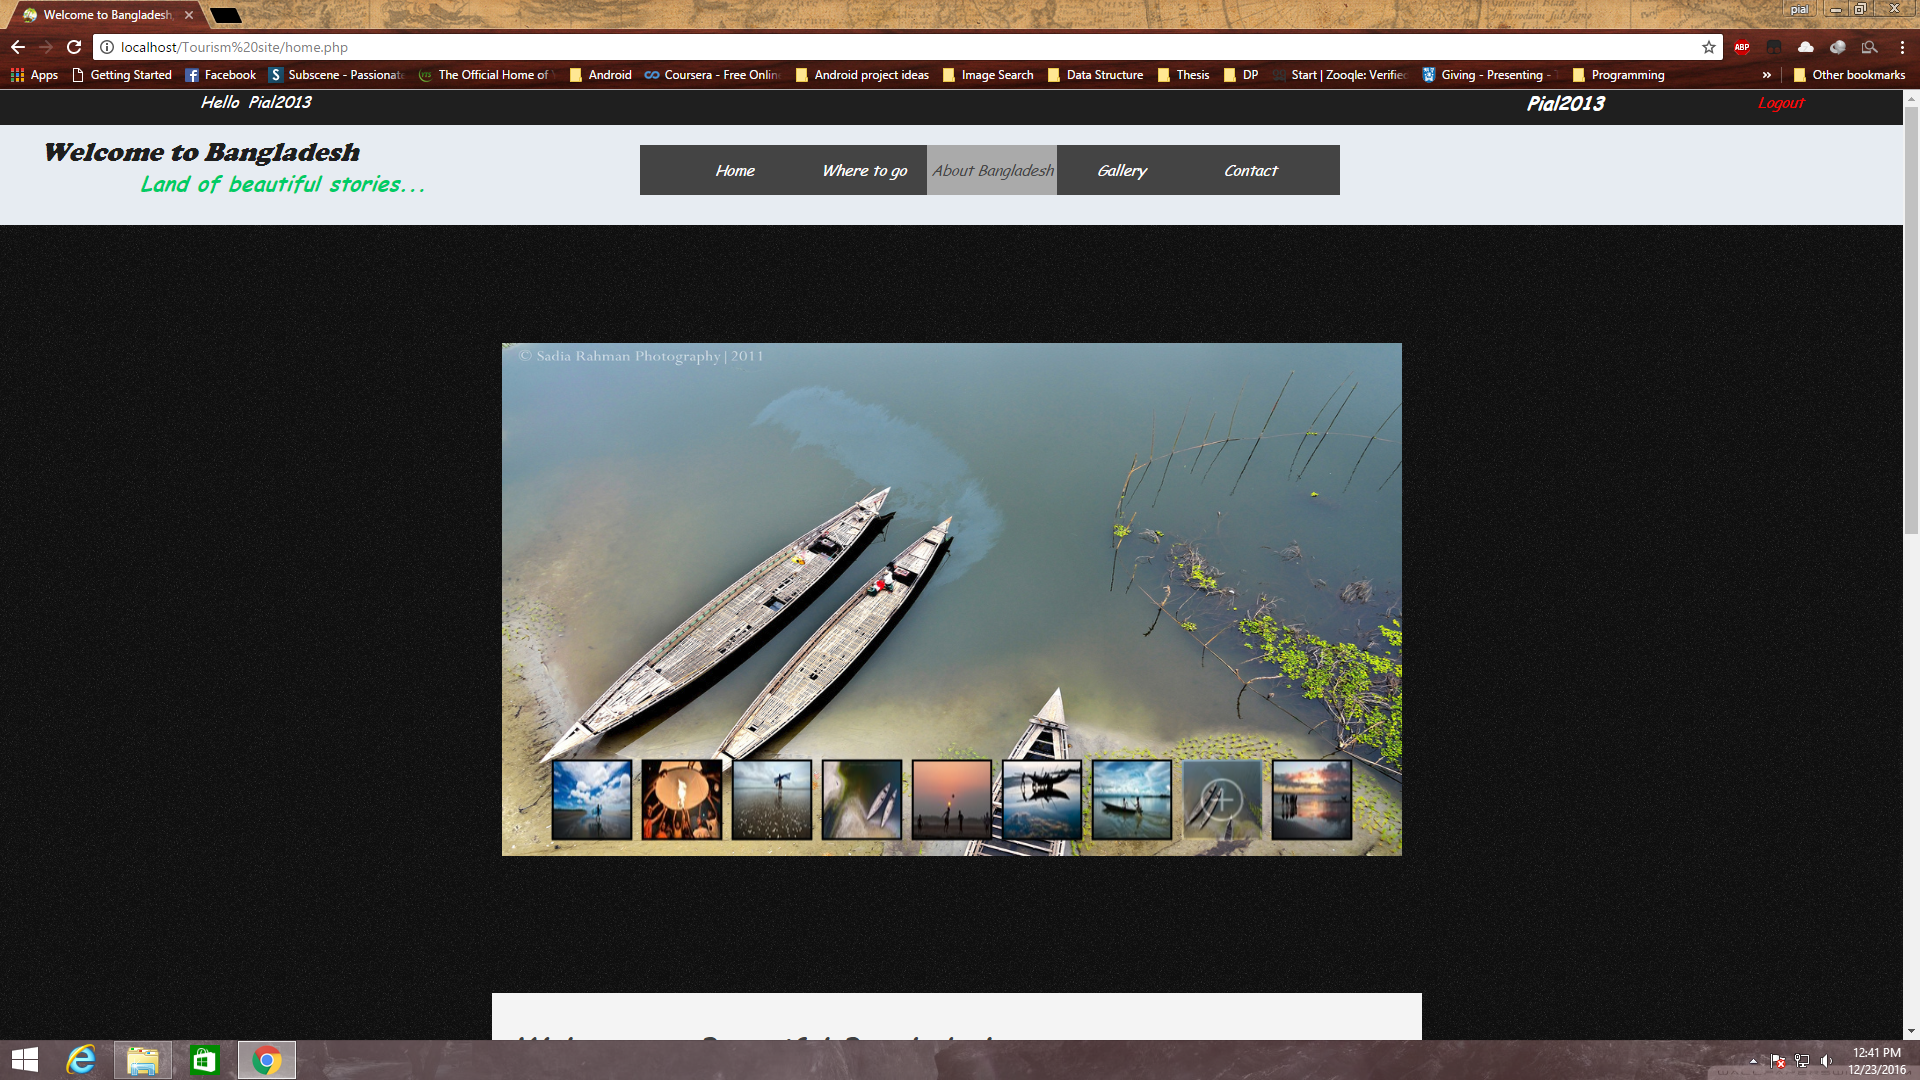 Welcome to Bangladesh,
pial
localhost/Tourism%20site/home.php
ABP
Apps Getting Started Facebook Subscene - Passionate The Official Home of Android Coursera - Free Onlin Android project ideas Image Search Data Structure Thesis DP Start | Zooqle: Verified Giving - Presenting - Programming » Other bookmarks
Hello Pial2013 Pial2013 Logout
Welcome to Bangladesh
Land of beautiful stories...
Home Where to go About Bangladesh Gallery Contact
© Sadia Rahman Photography | 2011
12:41 PM
12/23/2016